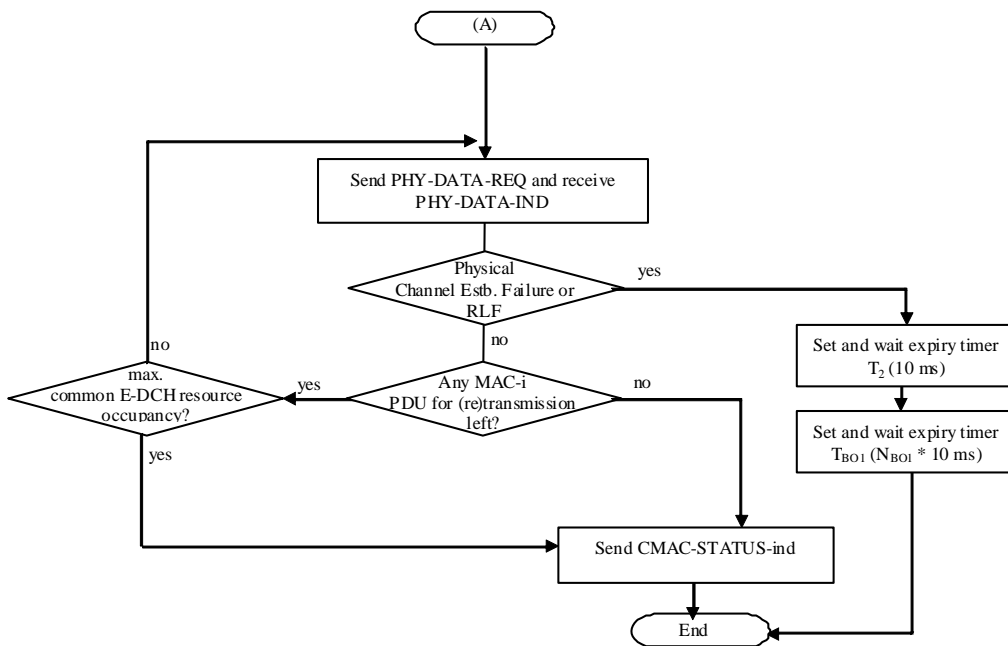 (A)
Send PHY-DATA-REQ and receive
PHY-DATA-IND
Physical
Channel Estb. Failure or
RLF
yes
no
Set and wait expiry timer
T₂ (10 ms)
no
max.
common E-DCH resource
occupancy?
yes
Any MAC-i
PDU for (re)transmission
left?
no
Set and wait expiry timer
T_BO1 (N_BO1 * 10 ms)
yes
Send CMAC-STATUS-ind
End